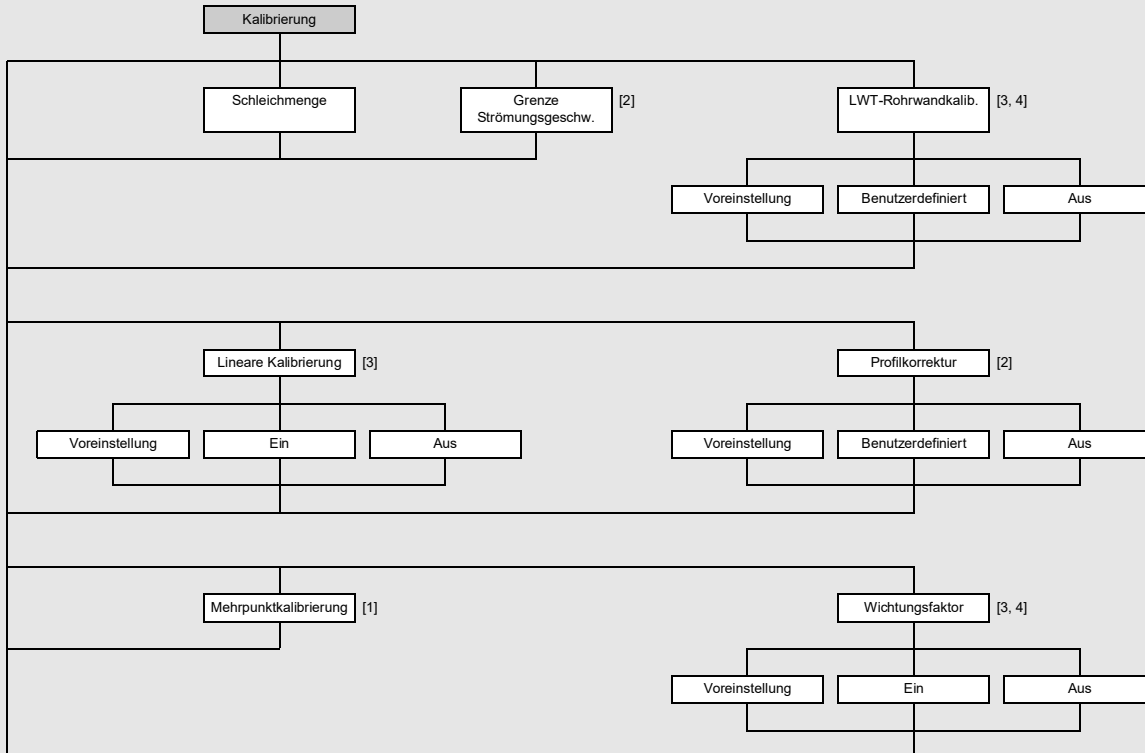 Kalibrierung
Schleichmenge
Grenze
Strömungsgeschw.
[2]
LWT-Rohrwandkalib.
[3, 4]
Voreinstellung
Benutzerdefiniert
Aus
Lineare Kalibrierung
[3]
Profilkorrektur
[2]
Voreinstellung
Ein
Aus
Voreinstellung
Benutzerdefiniert
Aus
Mehrpunktkalibrierung
[1]
Wichtungsfaktor
[3, 4]
Voreinstellung
Ein
Aus